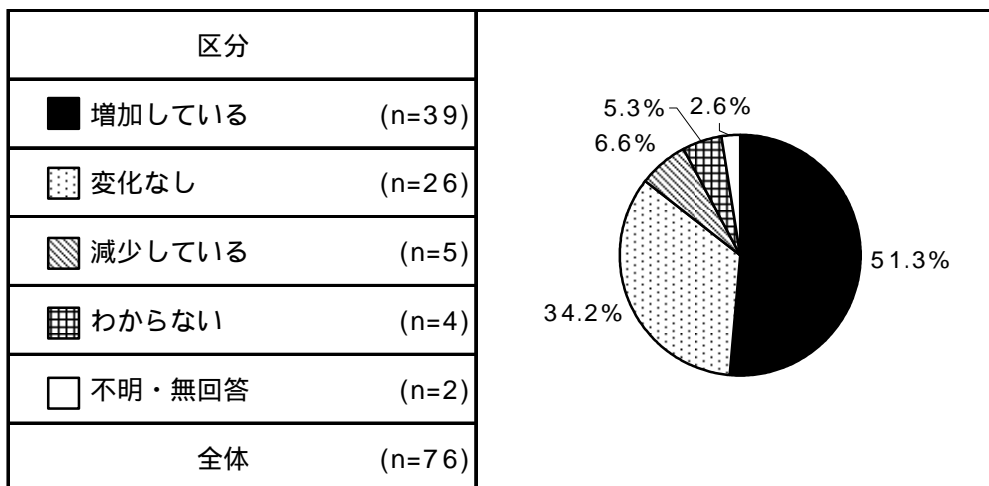 区分
増加している (n=39)
変化なし (n=26)
減少している (n=5)
わからない (n=4)
不明・無回答 (n=2)
全体 (n=76)
5.3% 2.6%
6.6%
51.3%
34.2%